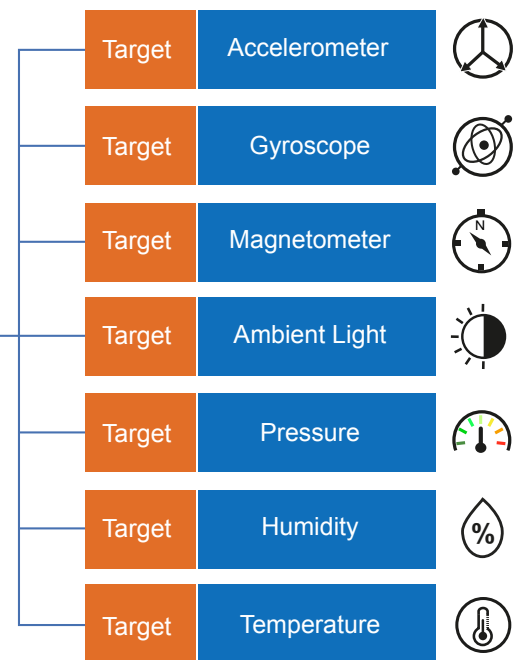 Target Accelerometer
Target Gyroscope
Target Magnetometer
N
Target Ambient Light
Target Pressure
Target Humidity
%
Target Temperature